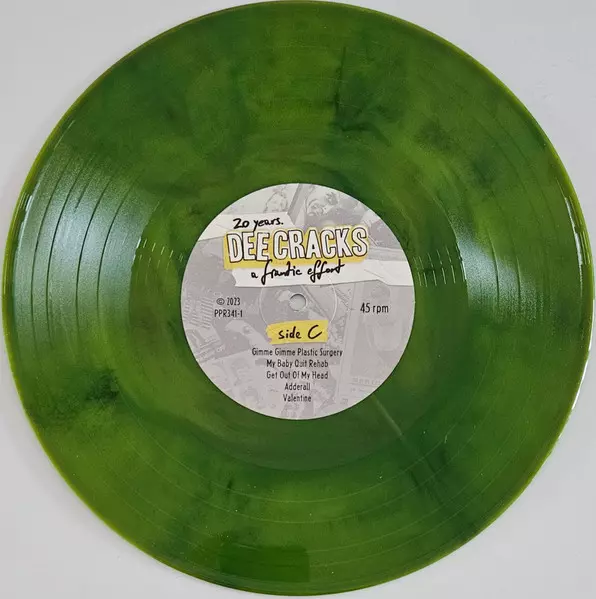 20 years.
DEECRACKS
a frantic effort
© 2023
PPR341-1
45 rpm
side C
Gimme Gimme Plastic Surgery
My Baby Quit Rehab
Get Out Of My Head
Adderall
Valentine